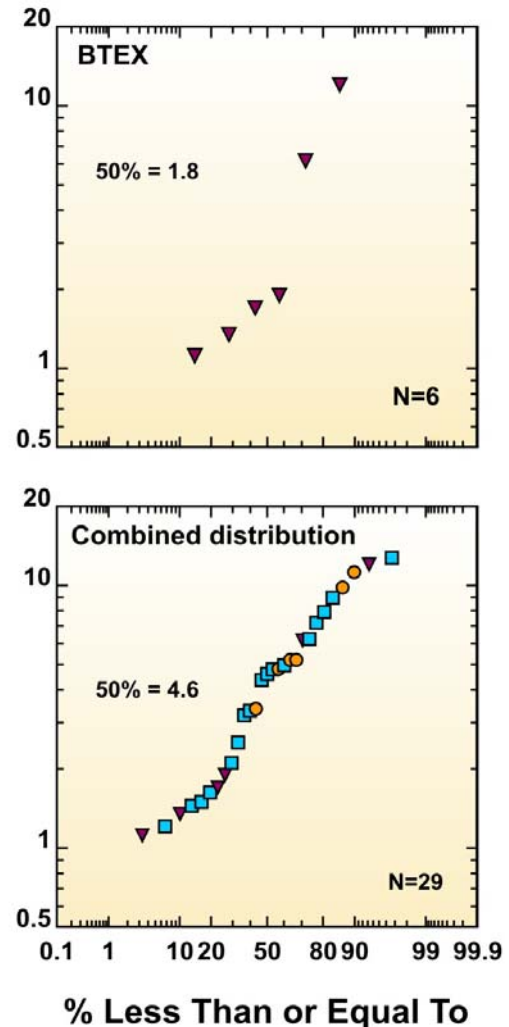 20
BTEX
10
50% = 1.8
1
N=6
0.5
20
Combined distribution
10
50% = 4.6
1
N=29
0.5
0.1 1 10 20 50 80 90 99 99.9
% Less Than or Equal To